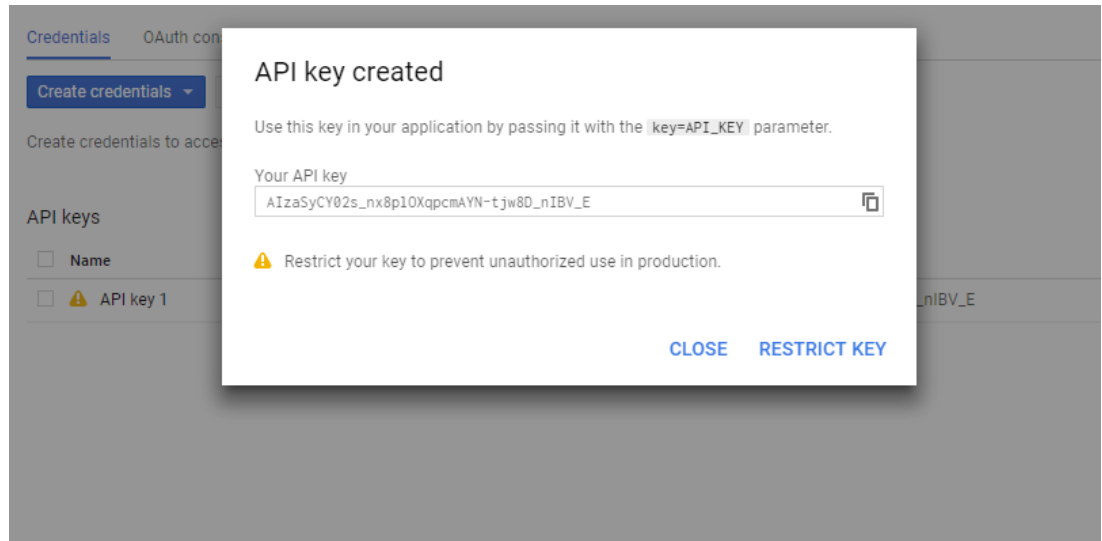 Credentials OAuth con
API key created
Create credentials
Use this key in your application by passing it with the key=API_KEY parameter.
Create credentials to acce
Your API key
AIzaSyCY02s_nx8plOXqpcmAYN-tjw8D_nIBV_E
API keys
Name
Restrict your key to prevent unauthorized use in production.
API key 1
_nIBV_E
CLOSE RESTRICT KEY